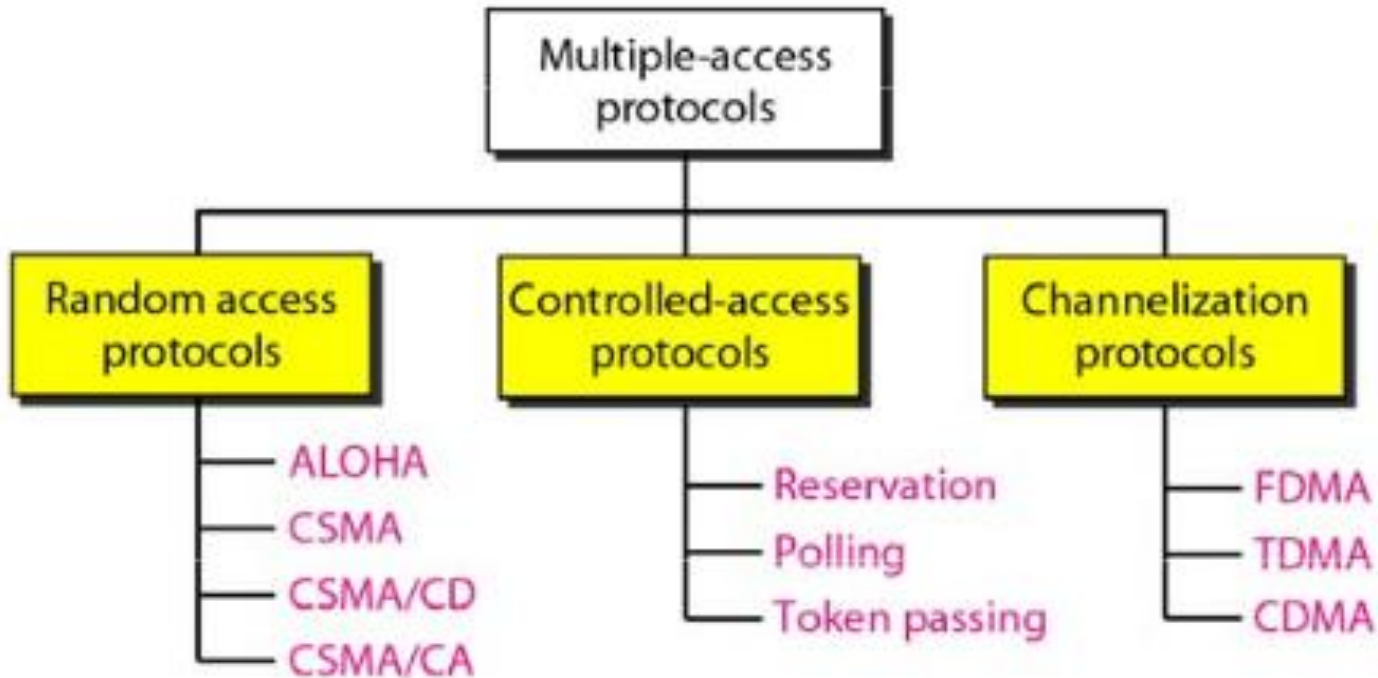 Multiple-access
protocols
Random access
protocols
ALOHA
CSMA
CSMA/CD
CSMA/CA
Controlled-access
protocols
Reservation
Polling
Token passing
Channelization
protocols
FDMA
TDMA
CDMA